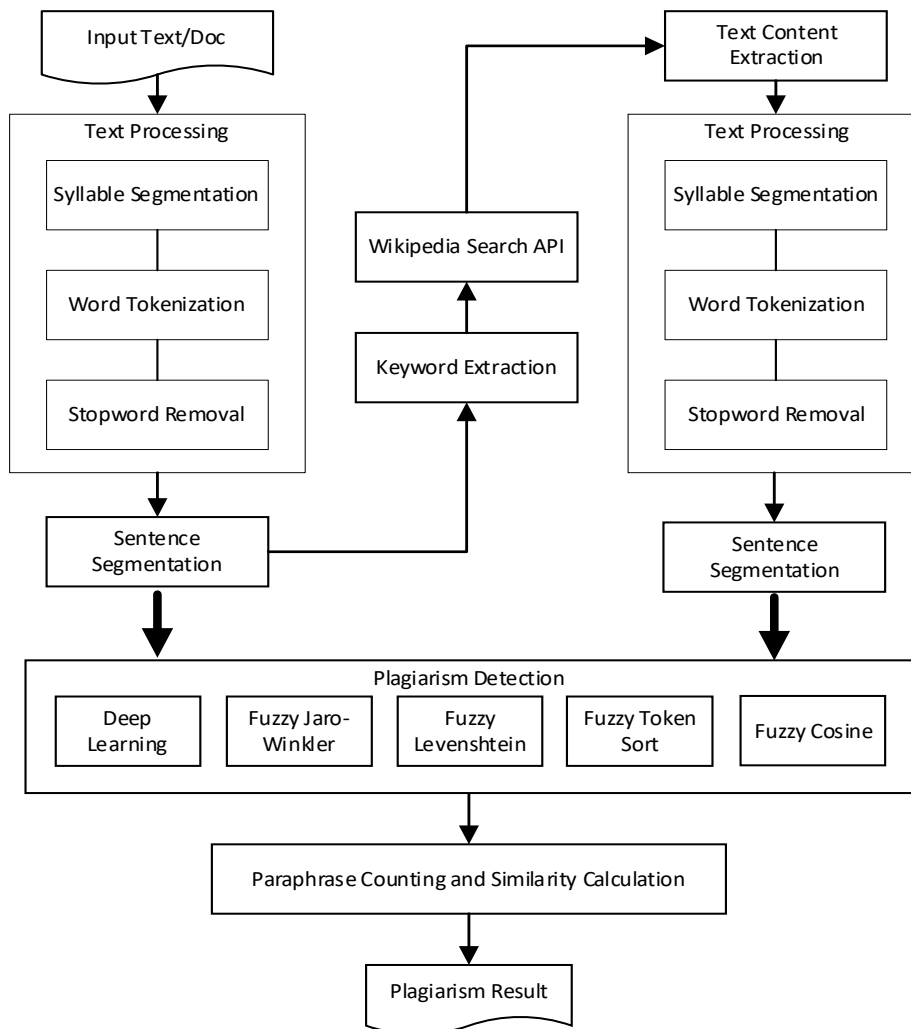 Input Text/Doc
Text Processing
Syllable Segmentation
Word Tokenization
Stopword Removal
Sentence
Segmentation
Wikipedia Search API
Keyword Extraction
Text Content
Extraction
Text Processing
Syllable Segmentation
Word Tokenization
Stopword Removal
Sentence
Segmentation
Plagiarism Detection
Deep
Learning
Fuzzy Jaro-
Winkler
Fuzzy
Levenshtein
Fuzzy Token
Sort
Fuzzy Cosine
Paraphrase Counting and Similarity Calculation
Plagiarism Result